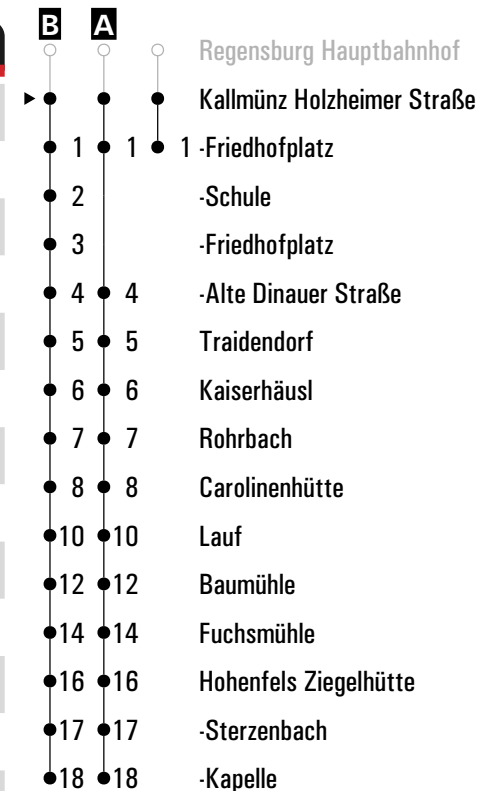 B A
Regensburg Hauptbahnhof
Kallmünz Holzheimer Straße
1 1 1 -Friedhofplatz
2 -Schule
3 -Friedhofplatz
4 4 -Alte Dinauer Straße
5 5 Traidendorf
6 6 Kaiserhäusl
7 7 Rohrbach
8 8 Carolinenhütte
10 10 Lauf
12 12 Baumühle
14 14 Fuchsmühle
16 16 Hohenfels Ziegelhütte
17 17 -Sterzenbach
18 18 -Kapelle